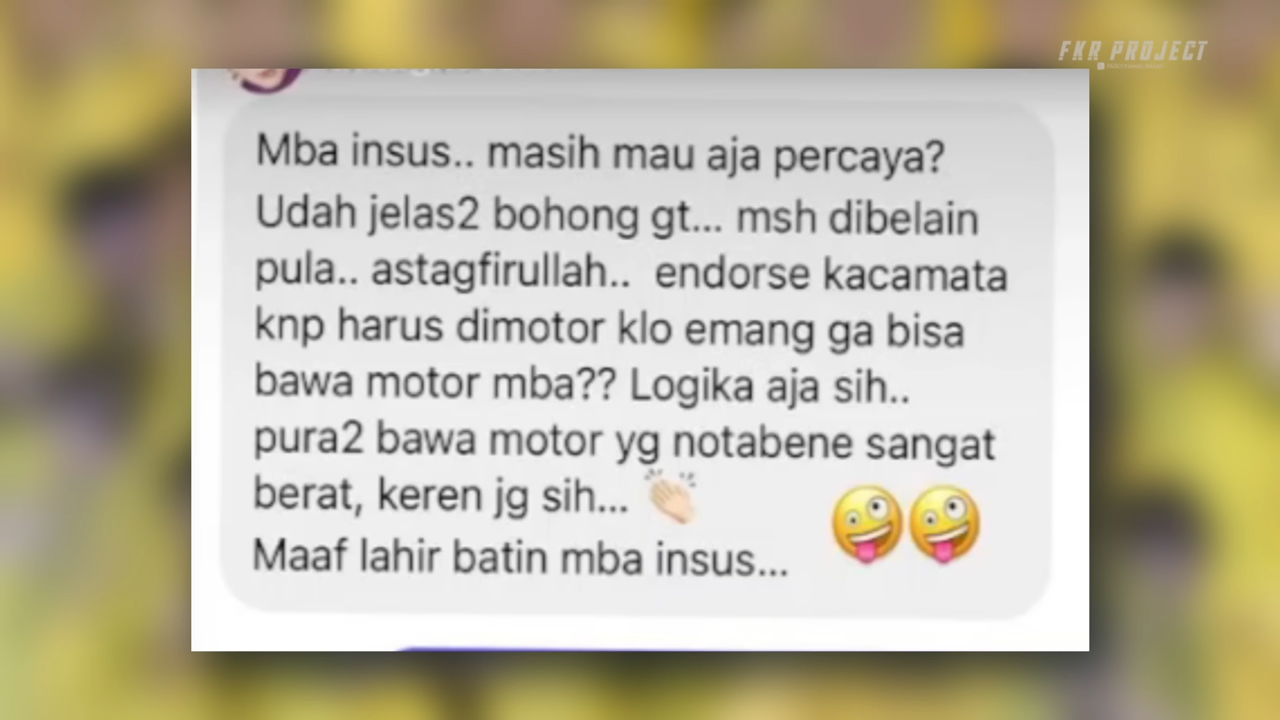 FKR PROJECT
Mba insus.. masih mau aja percaya?
Udah jelas2 bohong gt... msh dibelain
pula.. astagfirullah..  endorse kacamata
knp harus dimotor klo emang ga bisa
bawa motor mba?? Logika aja sih..
pura2 bawa motor yg notabene sangat
berat, keren jg sih... 👏🏻 🤪🤪
Maaf lahir batin mba insus...